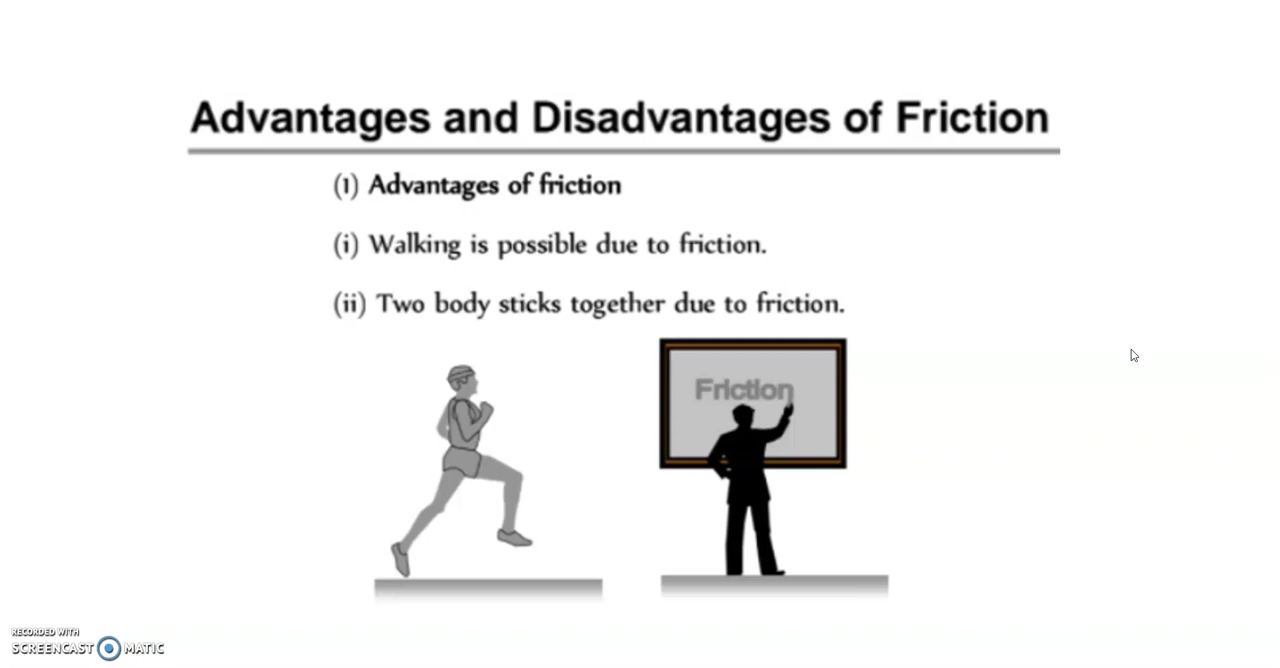 Advantages and Disadvantages of Friction
(1) Advantages of friction
(i) Walking is possible due to friction.
(ii) Two body sticks together due to friction.
Friction
RECORDED WITH
SCREENCAST MATIC